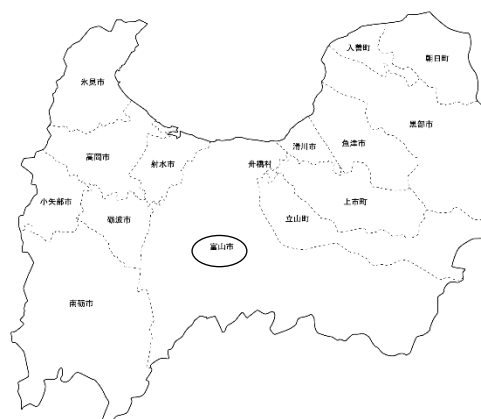 入善町
朝日町
氷見市
黒部市
魚津市
滑川市
高岡市
射水市
舟橋村
上市町
小矢部市
砺波市
立山町
富山市
南砺市